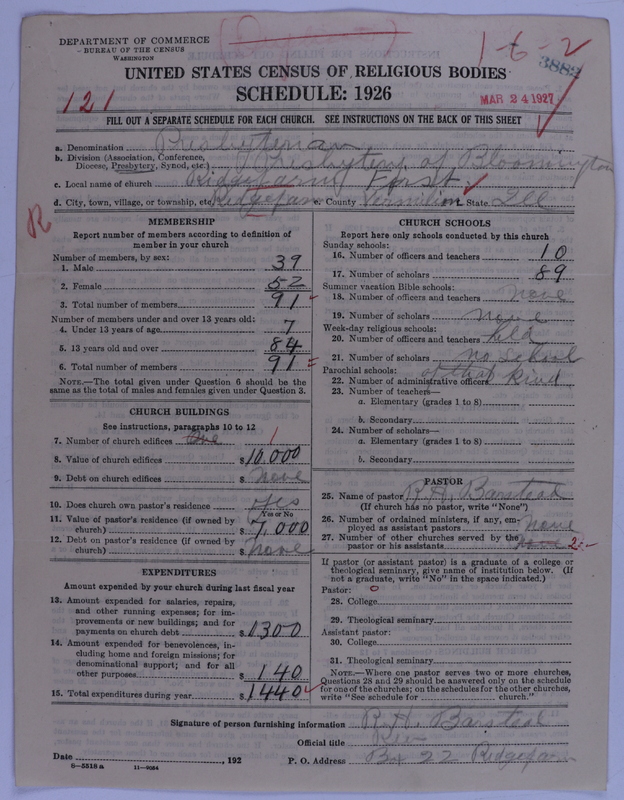 DEPARTMENT OF COMMERCE
BUREAU OF THE CENSUS
WASHINGTON
1-6-2
3882
UNITED STATES CENSUS OF RELIGIOUS BODIES
SCHEDULE: 1926
121
MAR 24 1927
FILL OUT A SEPARATE SCHEDULE FOR EACH CHURCH. SEE INSTRUCTIONS ON THE BACK OF THIS SHEET
a. Denomination Presbyterian
b. Division (Association, Conference,
Diocese, Presbytery, Synod, etc.) Presbytery of Bloomington
c. Local name of church Ridgefarm First
d. City, town, village, or township, etc. Ridgefarm e. County Vermilion State Ill
R
MEMBERSHIP
Report number of members according to definition of
member in your church
Number of members, by sex:
1. Male 39
2. Female 52
3. Total number of members 91
Number of members under and over 13 years old:
4. Under 13 years of age 7
5. 13 years old and over 84
6. Total number of members 91
NOTE.—The total given under Question 6 should be the
same as the total of males and females given under Question 3.
CHURCH BUILDINGS
See instructions, paragraphs 10 to 12
7. Number of church edifices One 1
8. Value of church edifices $10,000
9. Debt on church edifices $ None
10. Does church own pastor's residence yes
Yes or No
11. Value of pastor's residence (if owned by
church) $7,000
12. Debt on pastor's residence (if owned by
church) $ none
EXPENDITURES
Amount expended by your church during last fiscal year
13. Amount expended for salaries, repairs,
and other running expenses; for im-
provements or new buildings; and for
payments on church debt $1300
14. Amount expended for benevolences, in-
cluding home and foreign missions; for
denominational support; and for all
other purposes $140
15. Total expenditures during year $1440
CHURCH SCHOOLS
Report here only schools conducted by this church
Sunday schools:
16. Number of officers and teachers 10
17. Number of scholars 89
Summer vacation Bible schools:
18. Number of officers and teachers None
19. Number of scholars none
Week-day religious schools:
20. Number of officers and teachers held
21. Number of scholars no school
Parochial schools: of that kind
22. Number of administrative officers
23. Number of teachers—
a. Elementary (grades 1 to 8)
b. Secondary
24. Number of scholars—
a. Elementary (grades 1 to 8)
b. Secondary
PASTOR
25. Name of pastor R.H. Barstead
(If church has no pastor, write "None")
26. Number of ordained ministers, if any, em-
ployed as assistant pastors None
27. Number of other churches served by the
pastor or his assistants None 2
If pastor (or assistant pastor) is a graduate of a college or
theological seminary, give name of institution below. (If
not a graduate, write "No" in the space indicated.)
Pastor:
28. College
29. Theological seminary
Assistant pastor:
30. College
31. Theological seminary
NOTE.—Where one pastor serves two or more churches,
Questions 28 and 29 should be answered only on the schedule
for one of the churches; on the schedules for the other churches,
write "See schedule for church."
Signature of person furnishing information R.H. Barstead
Official title
Date , 192
P. O. Address Bx 22 Ridgefarm
8-5518 a 11-9064